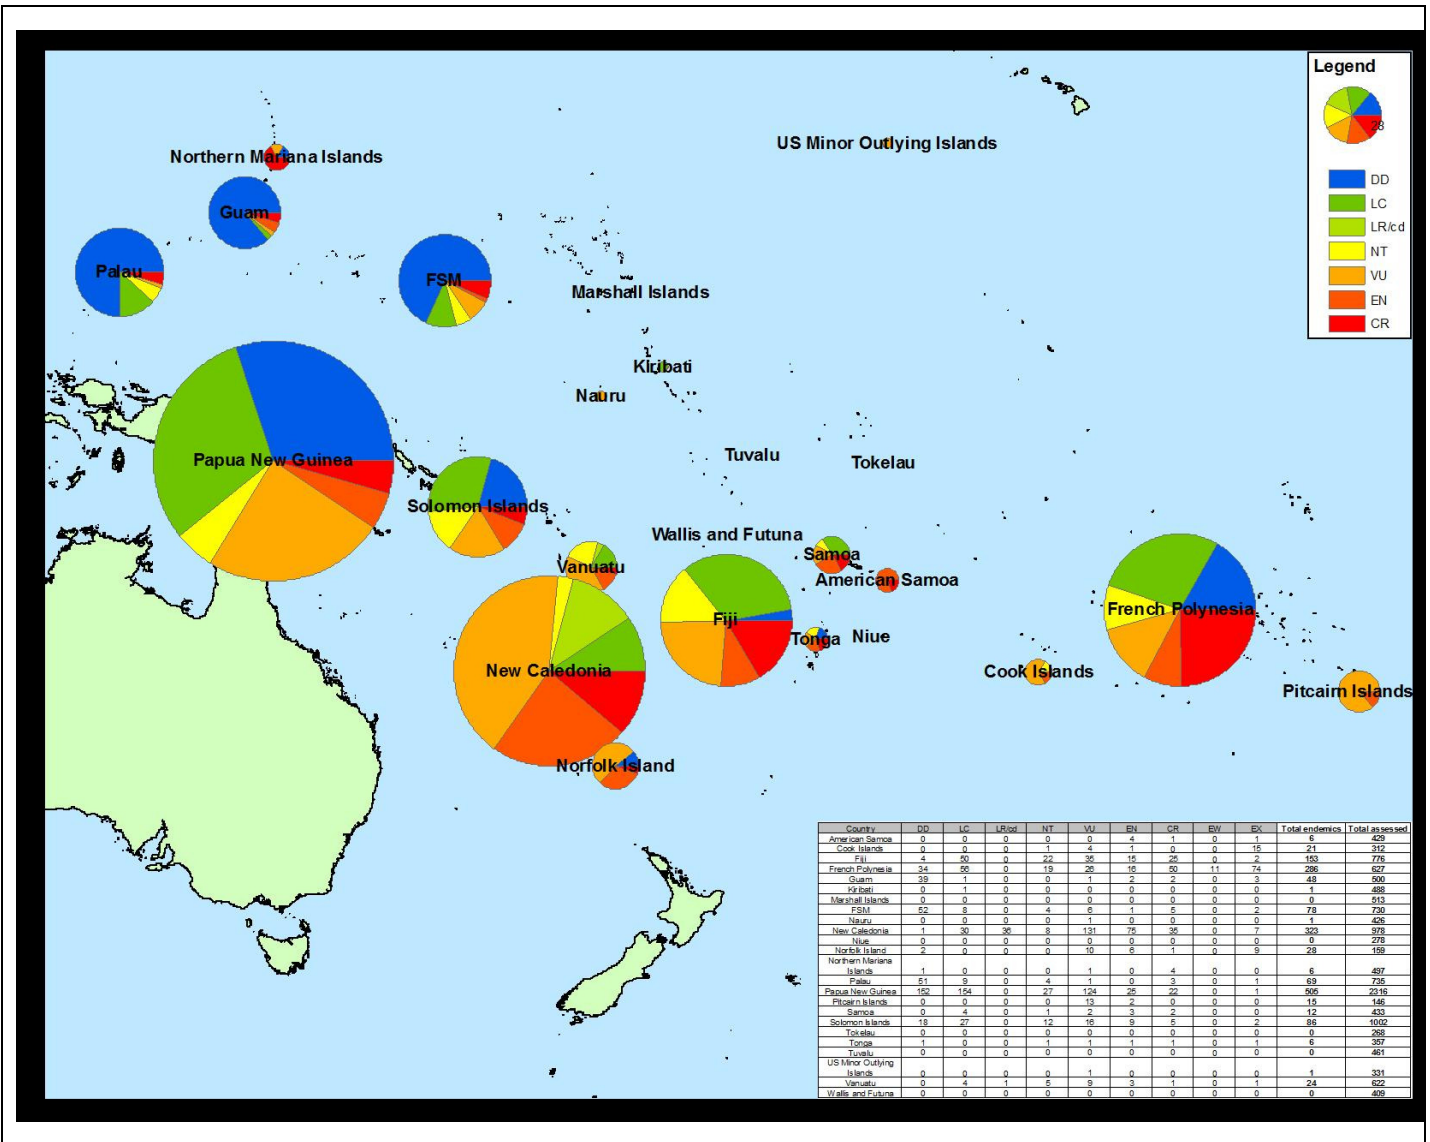 Legend
28
DD
LC
LR/cd
NT
VU
EN
CR
US Minor Outlying Islands
Northern Mariana Islands
Guam
Palau
FSM
Marshall Islands
Kiribati
Nauru
Papua New Guinea
Tuvalu
Tokelau
Solomon Islands
Wallis and Futuna
Samoa
Vanuatu
American Samoa
French Polynesia
Fiji
Tonga
Niue
New Caledonia
Cook Islands
Pitcairn Islands
Norfolk Island
Country DD LC LR/cd NT VU EN CR EW EX Total endemics Total assessed
American Samoa 0 0 0 0 0 4 1 0 1 6 429
Cook Islands 0 0 0 1 4 1 0 0 15 21 312
Fiji 4 50 0 22 35 15 25 0 2 153 776
French Polynesia 34 56 0 19 26 16 50 11 74 286 627
Guam 39 1 0 0 1 2 2 0 3 48 500
Kiribati 0 1 0 0 0 0 0 0 0 1 488
Marshall Islands 0 0 0 0 0 0 0 0 0 0 513
FSM 52 8 0 4 6 1 5 0 2 78 730
Nauru 0 0 0 0 1 0 0 0 0 1 426
New Caledonia 1 30 36 8 131 75 35 0 7 323 978
Niue 0 0 0 0 0 0 0 0 0 0 278
Norfolk Island 2 0 0 0 10 6 1 0 9 28 159
Northern Mariana
Islands 1 0 0 0 1 0 4 0 0 6 497
Palau 51 9 0 4 1 0 3 0 1 69 735
Papua New Guinea 152 154 0 27 124 25 22 0 1 505 2316
Pitcairn Islands 0 0 0 0 13 2 0 0 0 15 146
Samoa 0 4 0 1 2 3 2 0 0 12 433
Solomon Islands 18 27 0 12 16 9 5 0 2 86 1002
Tokelau 0 0 0 0 0 0 0 0 0 0 268
Tonga 1 0 0 1 1 1 1 0 1 6 357
Tuvalu 0 0 0 0 0 0 0 0 0 0 461
US Minor Outlying
Islands 0 0 0 0 1 0 0 0 0 1 331
Vanuatu 0 4 1 5 9 3 1 0 1 24 622
Wallis and Futuna 0 0 0 0 0 0 0 0 0 0 409